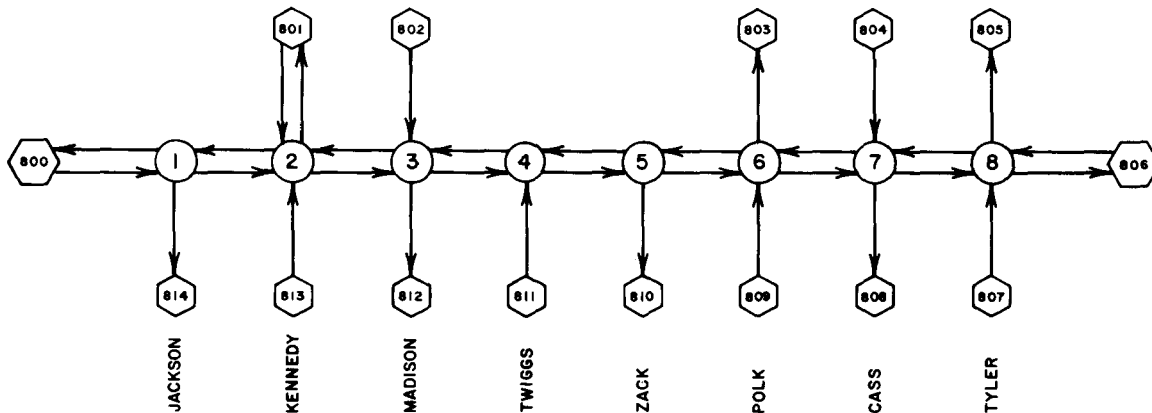 801 802 803 804 805
800 1 2 3 4 5 6 7 8 806
814 813 812 811 810 809 808 807
JACKSON
KENNEDY
MADISON
TWIGGS
ZACK
POLK
CASS
TYLER